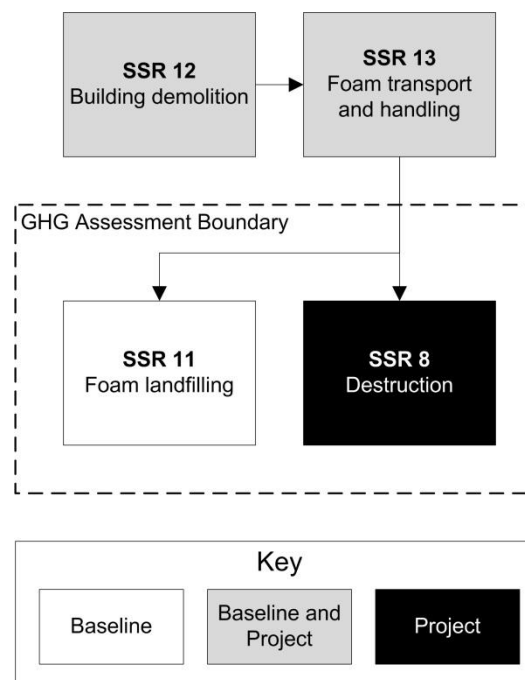 SSR 12
Building demolition
SSR 13
Foam transport
and handling
GHG Assessment Boundary
SSR 11
Foam landfilling
SSR 8
Destruction
Key
Baseline
Baseline and
Project
Project